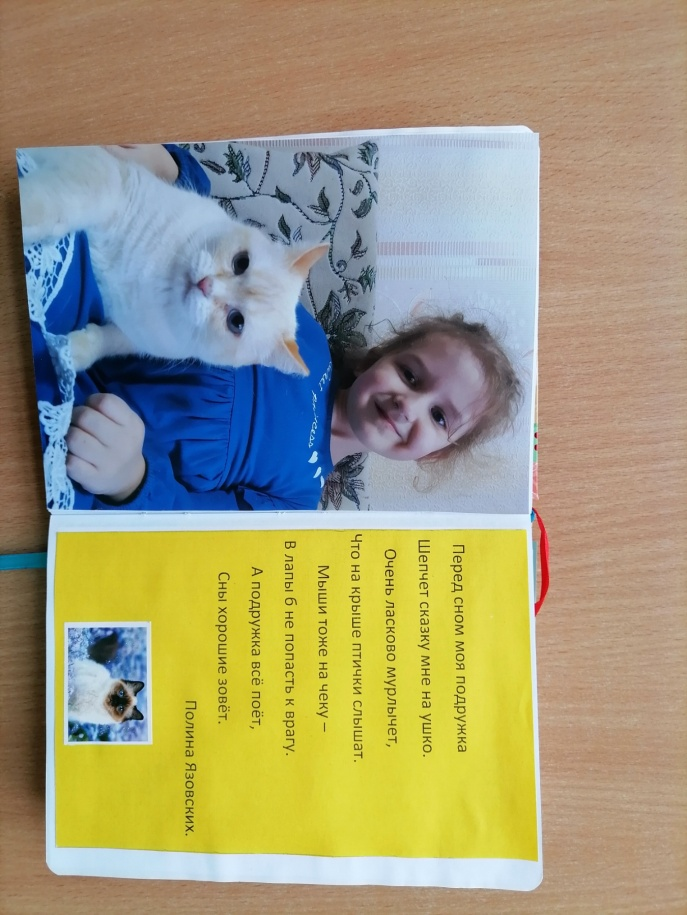 Перед сном моя подружка
Шепчет сказку мне на ушко.
Очень ласково мурлычет,
Что на крыше птички слышат.
Мыши тоже на чеку –
В лапы б не попасть к врагу.
А подружка всё поёт,
Сны хорошие зовёт.
Полина Язовских.